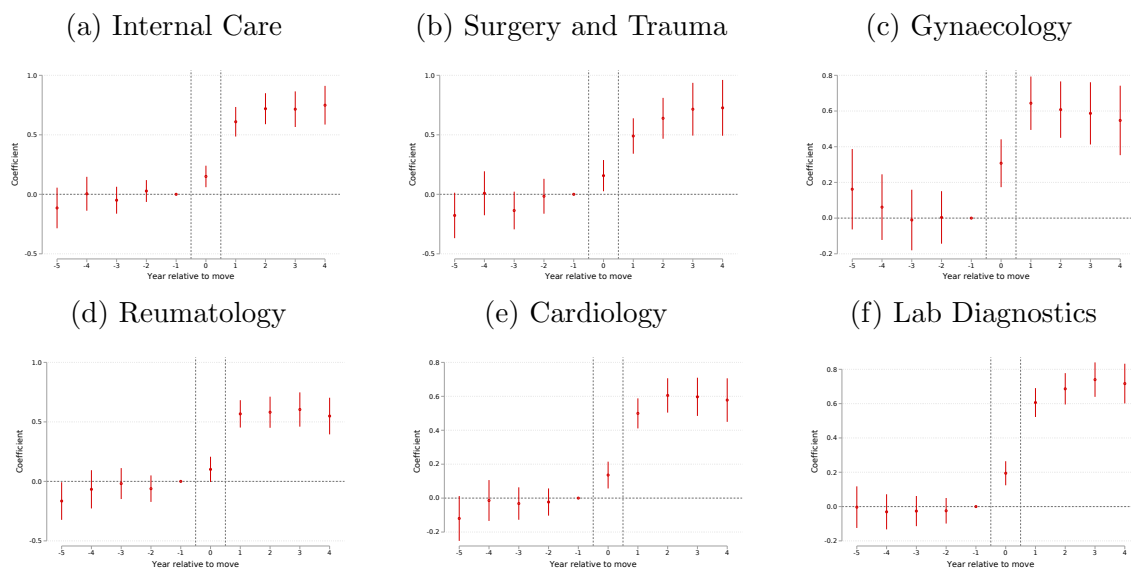 (a) Internal Care
(b) Surgery and Trauma
(c) Gynaecology
1.0
0.5
0.0
-0.5
Coefficient
-5 -4 -3 -2 -1 0 1 2 3 4
Year relative to move
1.0
0.5
0.0
-0.5
Coefficient
-5 -4 -3 -2 -1 0 1 2 3 4
Year relative to move
0.8
0.6
0.4
0.2
0.0
-0.2
Coefficient
-5 -4 -3 -2 -1 0 1 2 3 4
Year relative to move
(d) Reumatology
(e) Cardiology
(f) Lab Diagnostics
1.0
0.5
0.0
-0.5
Coefficient
-5 -4 -3 -2 -1 0 1 2 3 4
Year relative to move
0.8
0.6
0.4
0.2
0.0
-0.2
Coefficient
-5 -4 -3 -2 -1 0 1 2 3 4
Year relative to move
0.8
0.6
0.4
0.2
0.0
-0.2
Coefficient
-5 -4 -3 -2 -1 0 1 2 3 4
Year relative to move